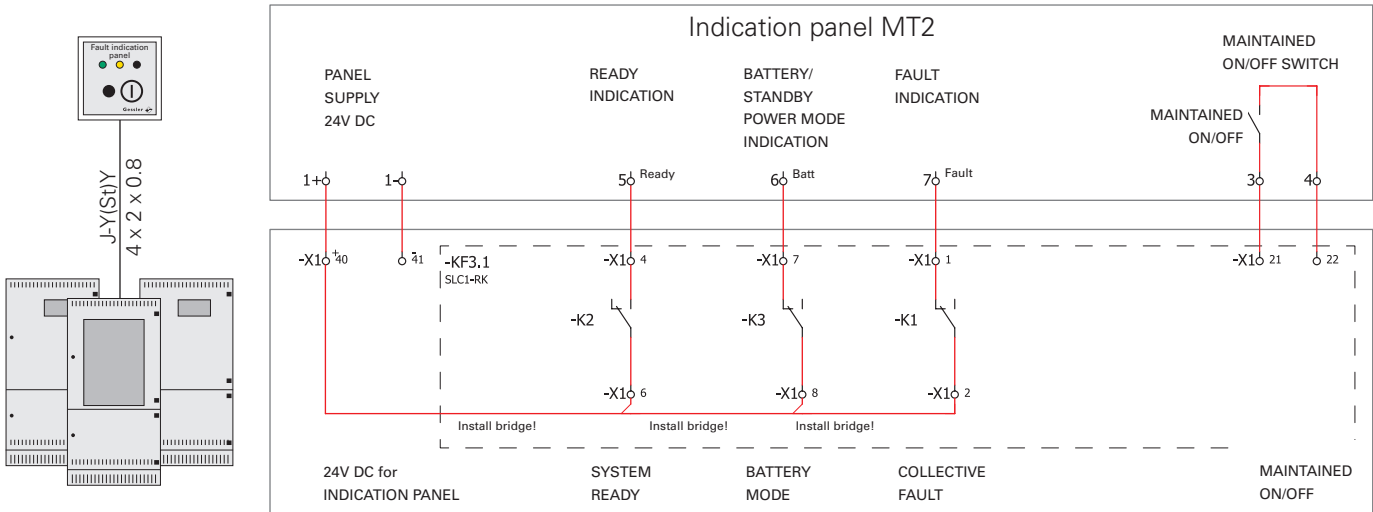 Fault indication
panel
Gessler
J-Y(St)Y
4 x 2 x 0.8
Indication panel MT2
PANEL
SUPPLY
24V DC
READY
INDICATION
BATTERY/
STANDBY
POWER MODE
INDICATION
FAULT
INDICATION
MAINTAINED
ON/OFF SWITCH
MAINTAINED
ON/OFF
1+ 1- 5 Ready 6 Batt 7 Fault 3 4
-X1 + 40 - 41 -KF3.1 -X1 4 -X1 7 -X1 1 -X1 21 22
SLC1-RK
-K2 -K3 -K1
-X1 6 -X1 8 -X1 2
Install bridge! Install bridge! Install bridge!
24V DC for
INDICATION PANEL
SYSTEM
READY
BATTERY
MODE
COLLECTIVE
FAULT
MAINTAINED
ON/OFF